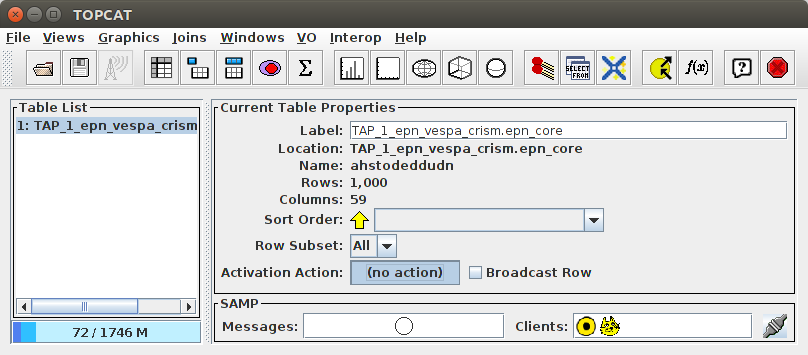 TOPCAT
File Views Graphics Joins Windows VO Interop Help
SELECT FROM f(x) ?
Σ
Table List
1: TAP_1_epn_vespa_crism
72 / 1746 M
Current Table Properties
Label: TAP_1_epn_vespa_crism.epn_core
Location: TAP_1_epn_vespa_crism.epn_core
Name: ahstodeddudn
Rows: 1,000
Columns: 59
Sort Order:
Row Subset: All
Activation Action: (no action) Broadcast Row
SAMP
Messages: Clients: